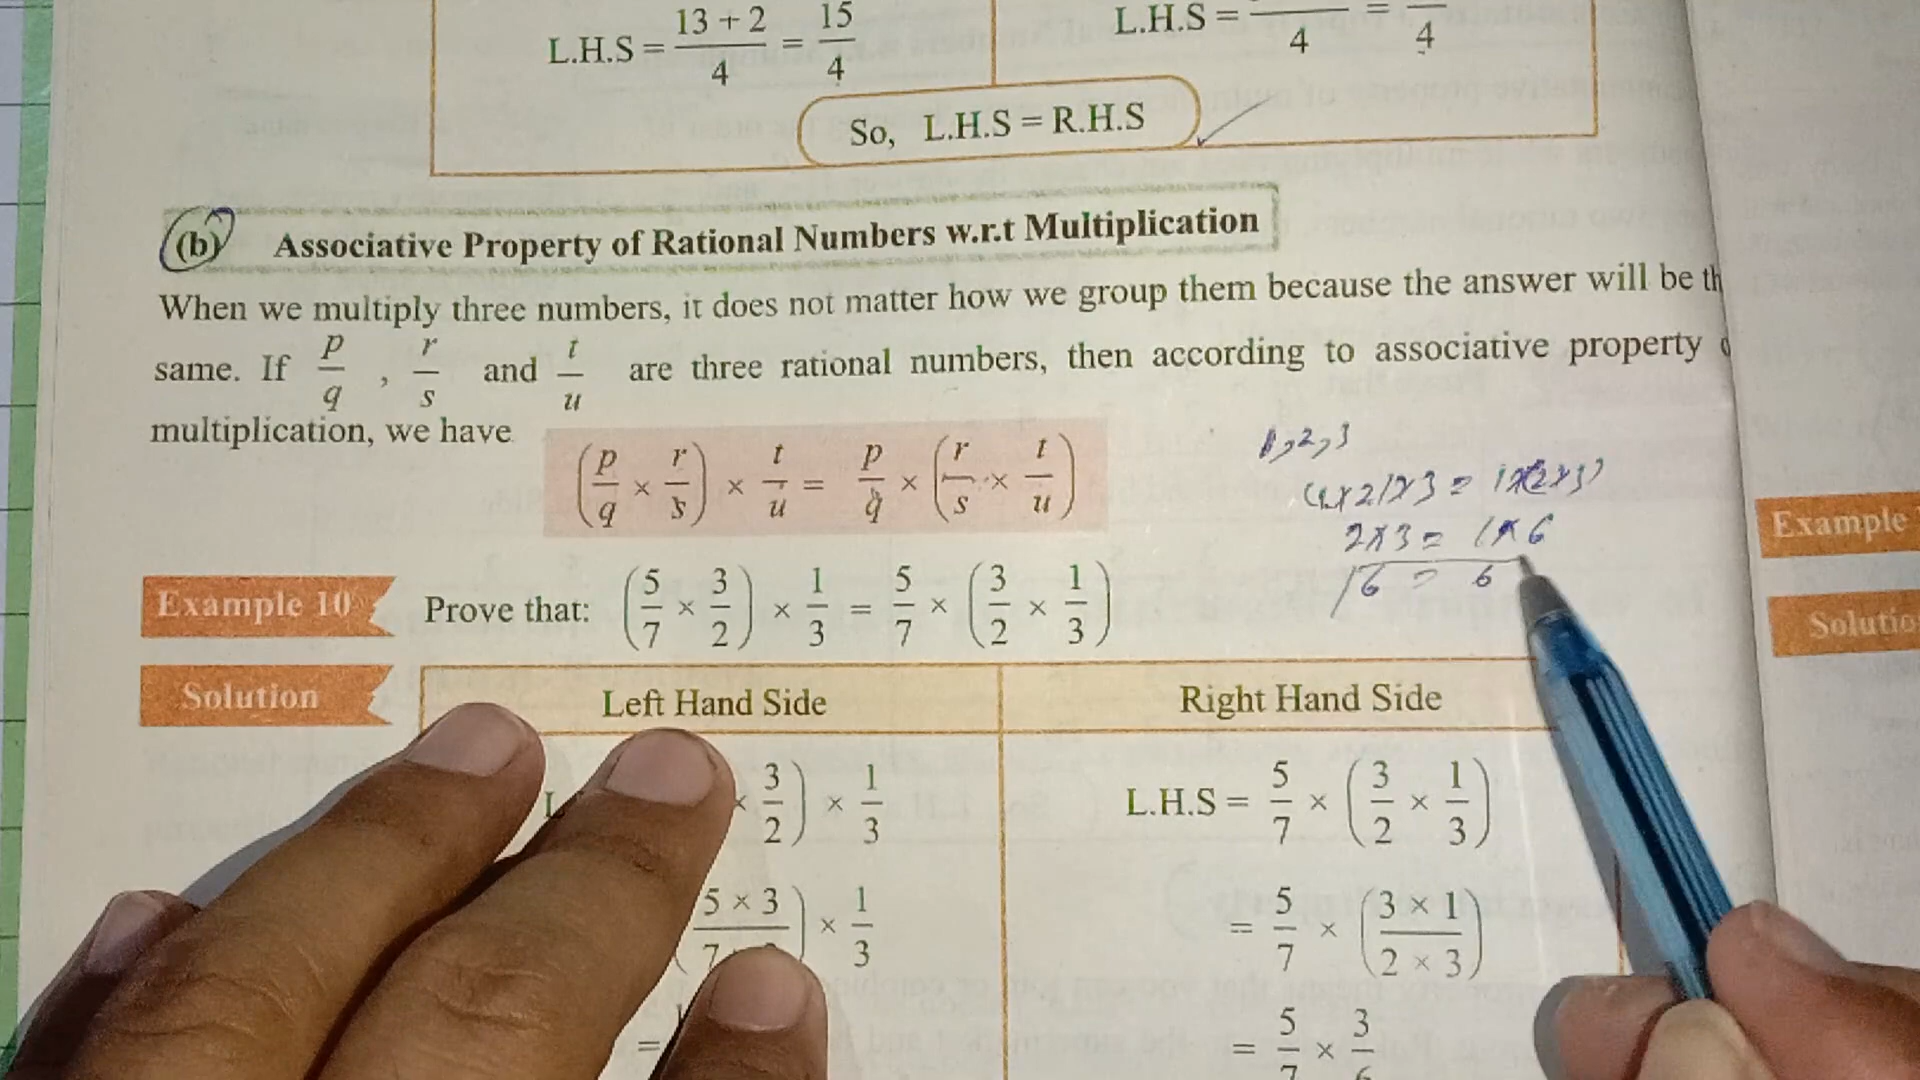 L.H.S = (13 + 2)/4 = 15/4
L.H.S = /4 = /4
So, L.H.S = R.H.S
(b) Associative Property of Rational Numbers w.r.t Multiplication
When we multiply three numbers, it does not matter how we group them because the answer will be th
same. If p/q , r/s and t/u are three rational numbers, then according to associative property
multiplication, we have
(p/q × r/s) × t/u = p/q × (r/s × t/u)
1,2,3
(1×2)×3 = 1×(2×3)
2×3 = 1×6
6 = 6
Example 10 Prove that: (5/7 × 3/2) × 1/3 = 5/7 × (3/2 × 1/3)
Solution
Left Hand Side
× 3/2) × 1/3
5 × 3
7
) × 1/3
=
Right Hand Side
L.H.S = 5/7 × (3/2 × 1/3)
= 5/7 × ((3 × 1)/(2 × 3))
= 5/7 × 3/6
Example
Solutio